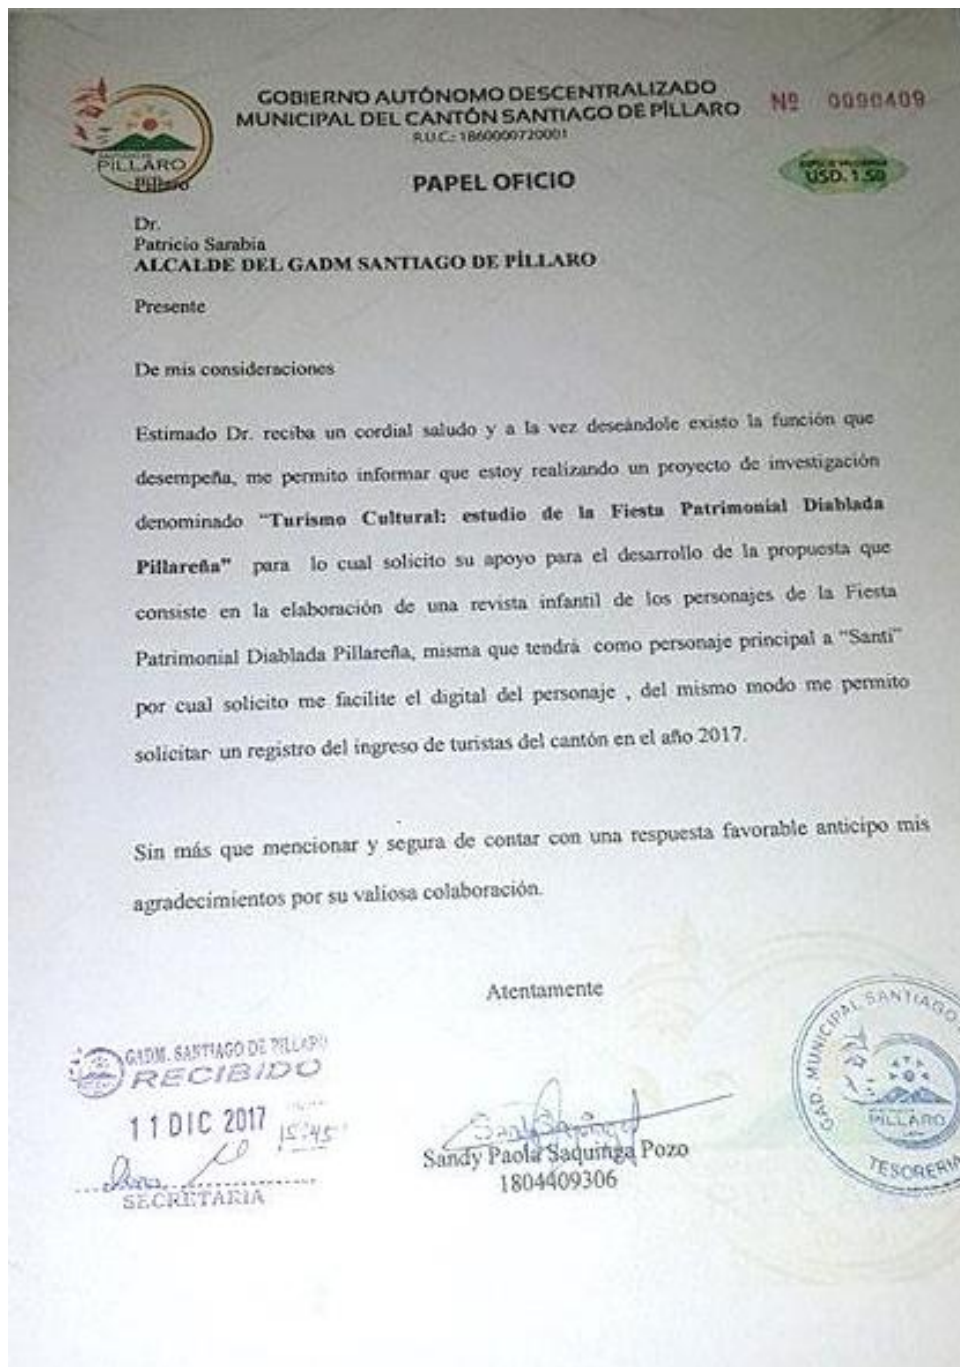 GOBIERNO AUTÓNOMO DESCENTRALIZADO
MUNICIPAL DEL CANTÓN SANTIAGO DE PÍLLARO
R.U.C.: 1860000720001
Nº 0090409
PÍLLARO
Píllaro
PAPEL OFICIO
USD. 1.50
Dr.
Patricio Sarabia
ALCALDE DEL GADM SANTIAGO DE PÍLLARO
Presente
De mis consideraciones
Estimado Dr. reciba un cordial saludo y a la vez deseándole existo la función que
desempeña, me permito informar que estoy realizando un proyecto de investigación
denominado "Turismo Cultural: estudio de la Fiesta Patrimonial Diablada
Pillareña" para lo cual solicito su apoyo para el desarrollo de la propuesta que
consiste en la elaboración de una revista infantil de los personajes de la Fiesta
Patrimonial Diablada Pillareña, misma que tendrá como personaje principal a "Santi"
por cual solicito me facilite el digital del personaje , del mismo modo me permito
solicitar un registro del ingreso de turistas del cantón en el año 2017.
Sin más que mencionar y segura de contar con una respuesta favorable anticipo mis
agradecimientos por su valiosa colaboración.
Atentamente
GADM. SANTIAGO DE PILLARO
RECIBIDO
11 DIC 2017
15:45
SECRETARIA
Sandy Paola Saquinga Pozo
1804409306
GAD. MUNICIPAL SANTIAGO
PILLARO
TESORERIA